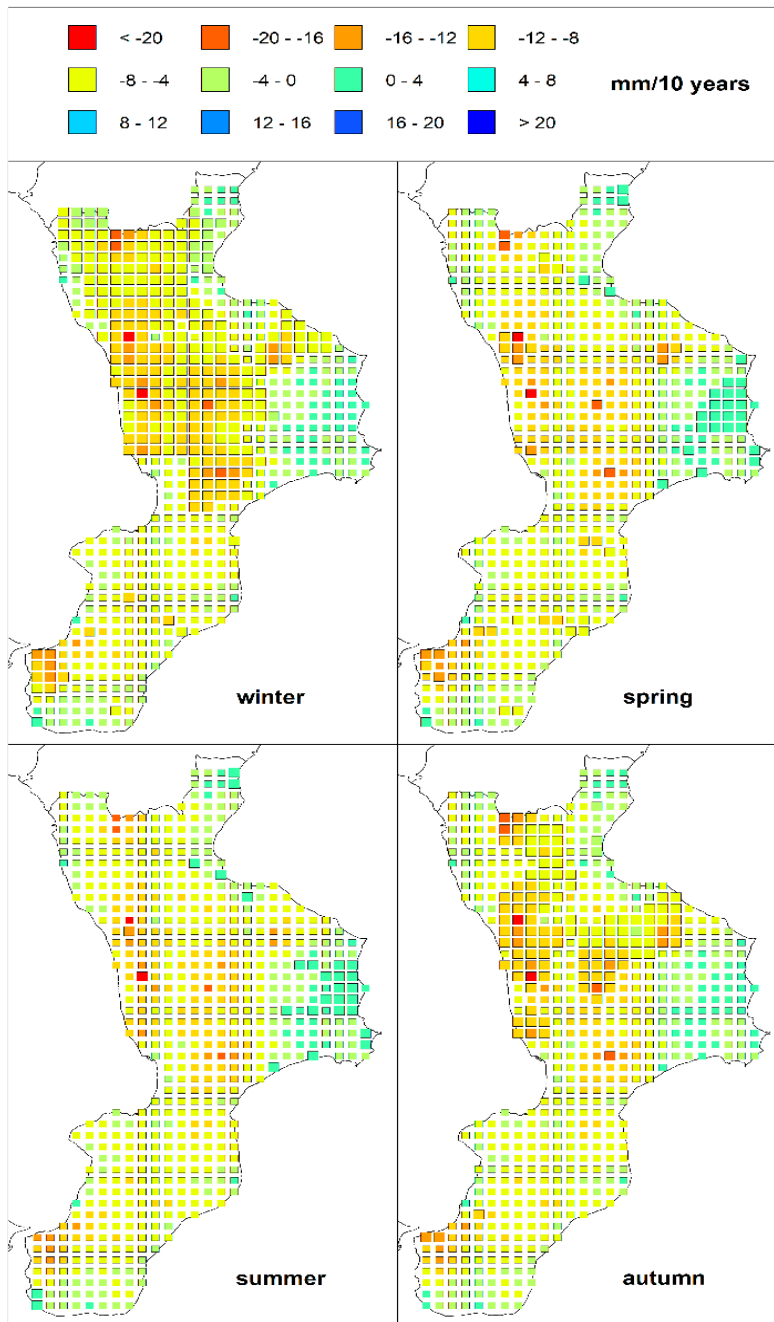 < -20 -20 - -16 -16 - -12 -12 - -8
-8 - -4 -4 - 0 0 - 4 4 - 8 mm/10 years
8 - 12 12 - 16 16 - 20 > 20
winter spring
summer autumn